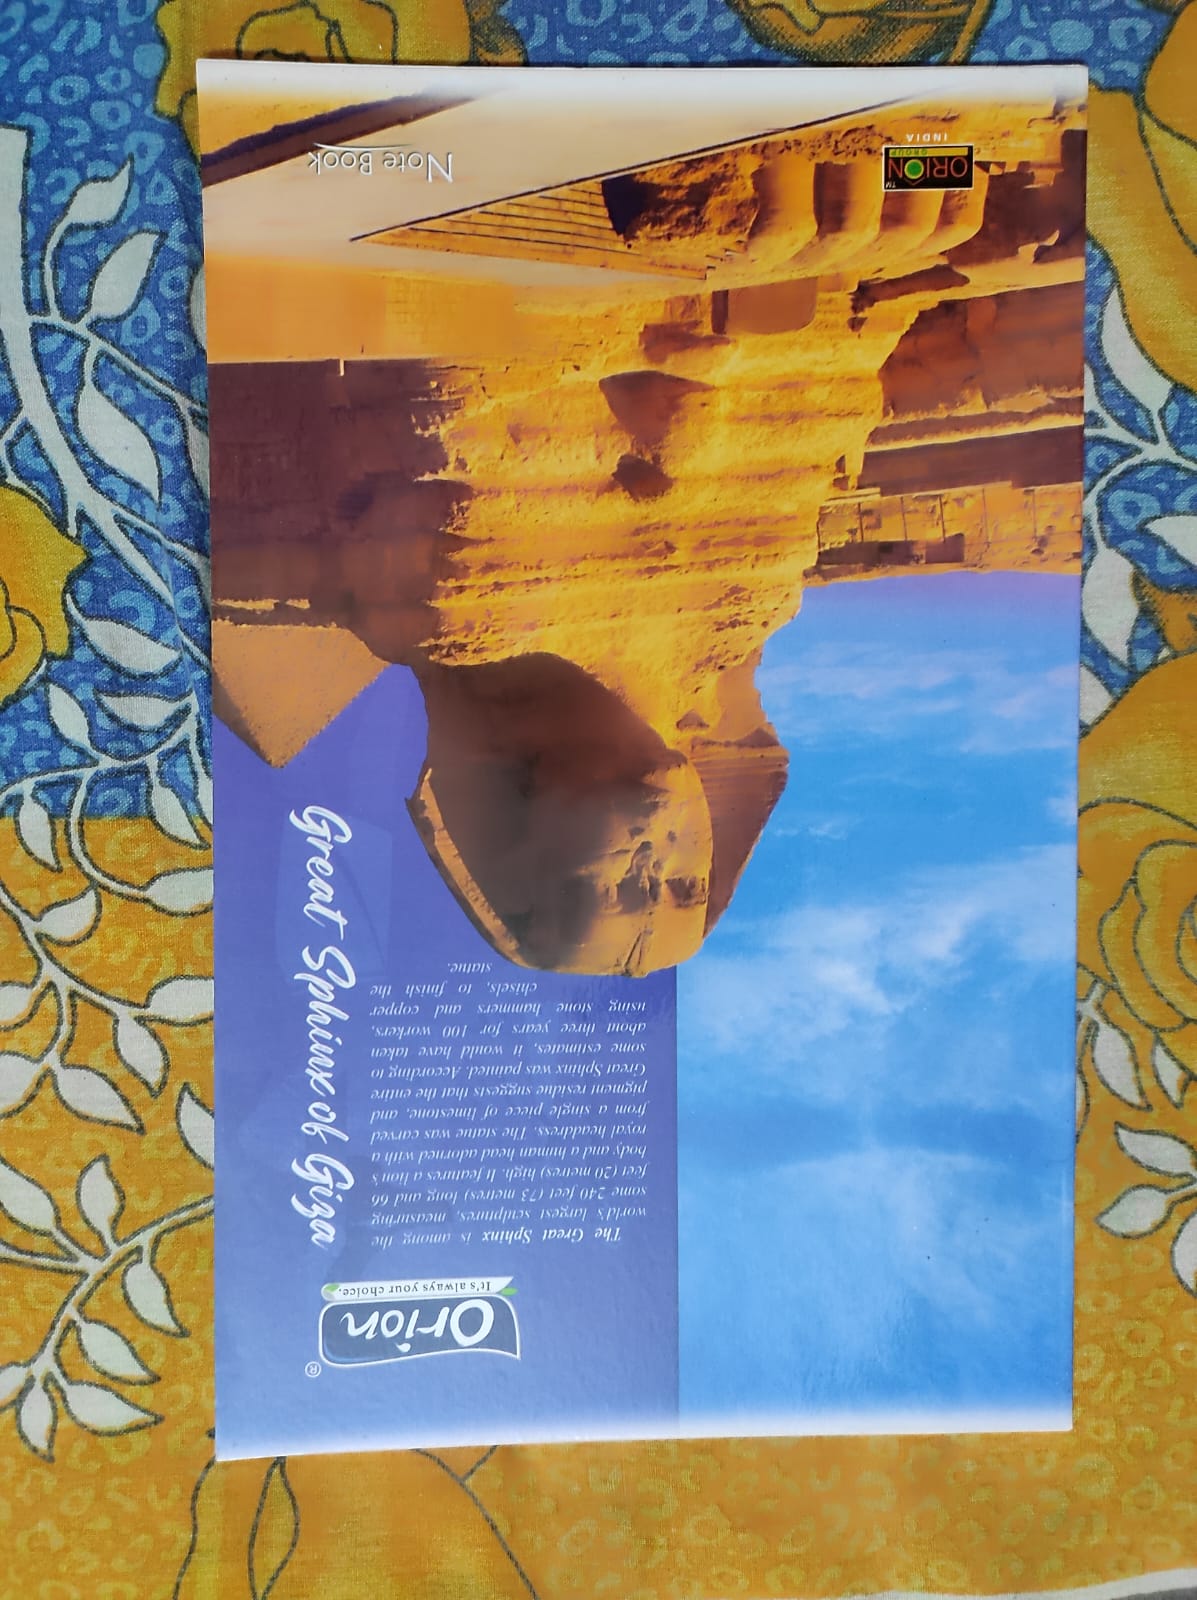 Orion
®
It's always your choice.
The Great Sphinx is among the
world's largest sculptures, measuring
some 240 feet (73 metres) long and 66
feet (20 metres) high. It features a lion's
body and a human head adorned with a
royal headdress. The statue was carved
from a single piece of limestone, and
pigment residue suggests that the entire
Great Sphinx was painted. According to
some estimates, it would have taken
about three years for 100 workers,
using stone hammers and copper
chisels, to finish the
statue.
Great Sphinx of Giza
ORION
TM
GROUP
INDIA
Note Book